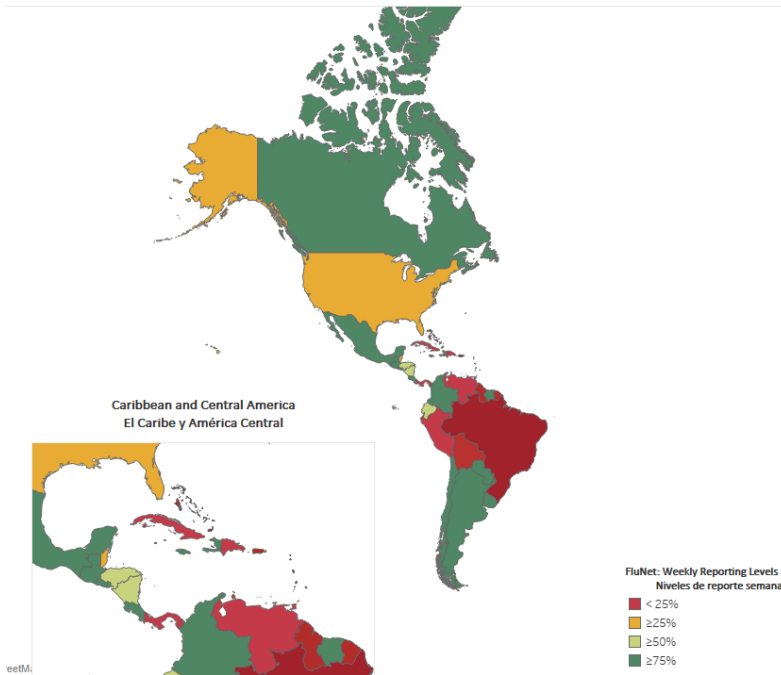 Caribbean and Central America
El Caribe y América Central
FluNet: Weekly Reporting Levels
Niveles de reporte
< 25%
≥25%
≥50%
≥75%